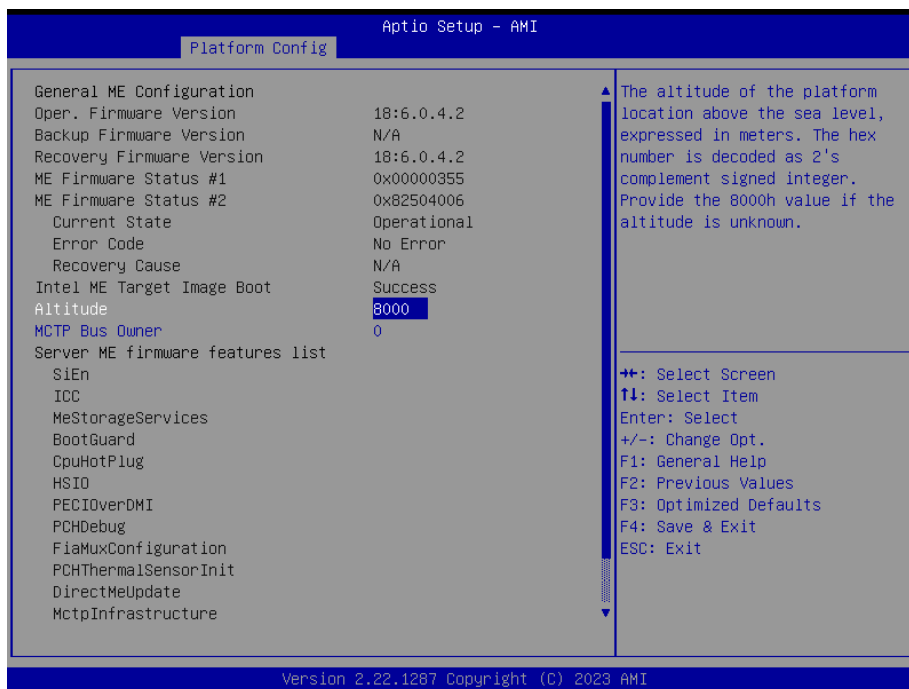 Aptio Setup - AMI
Platform Config
General ME Configuration
Oper. Firmware Version 18:6.0.4.2
Backup Firmware Version N/A
Recovery Firmware Version 18:6.0.4.2
ME Firmware Status #1 0x00000355
ME Firmware Status #2 0x82504006
Current State Operational
Error Code No Error
Recovery Cause N/A
Intel ME Target Image Boot Success
Altitude 8000
MCTP Bus Owner 0
Server ME firmware features list
SiEn
ICC
MeStorageServices
BootGuard
CpuHotPlug
HSIO
PECIOverDMI
PCHDebug
FiaMuxConfiguration
PCHThermalSensorInit
DirectMeUpdate
MctpInfrastructure
The altitude of the platform
location above the sea level,
expressed in meters. The hex
number is decoded as 2's
complement signed integer.
Provide the 8000h value if the
altitude is unknown.
→←: Select Screen
↑↓: Select Item
Enter: Select
+/-: Change Opt.
F1: General Help
F2: Previous Values
F3: Optimized Defaults
F4: Save & Exit
ESC: Exit
Version 2.22.1287 Copyright (C) 2023 AMI